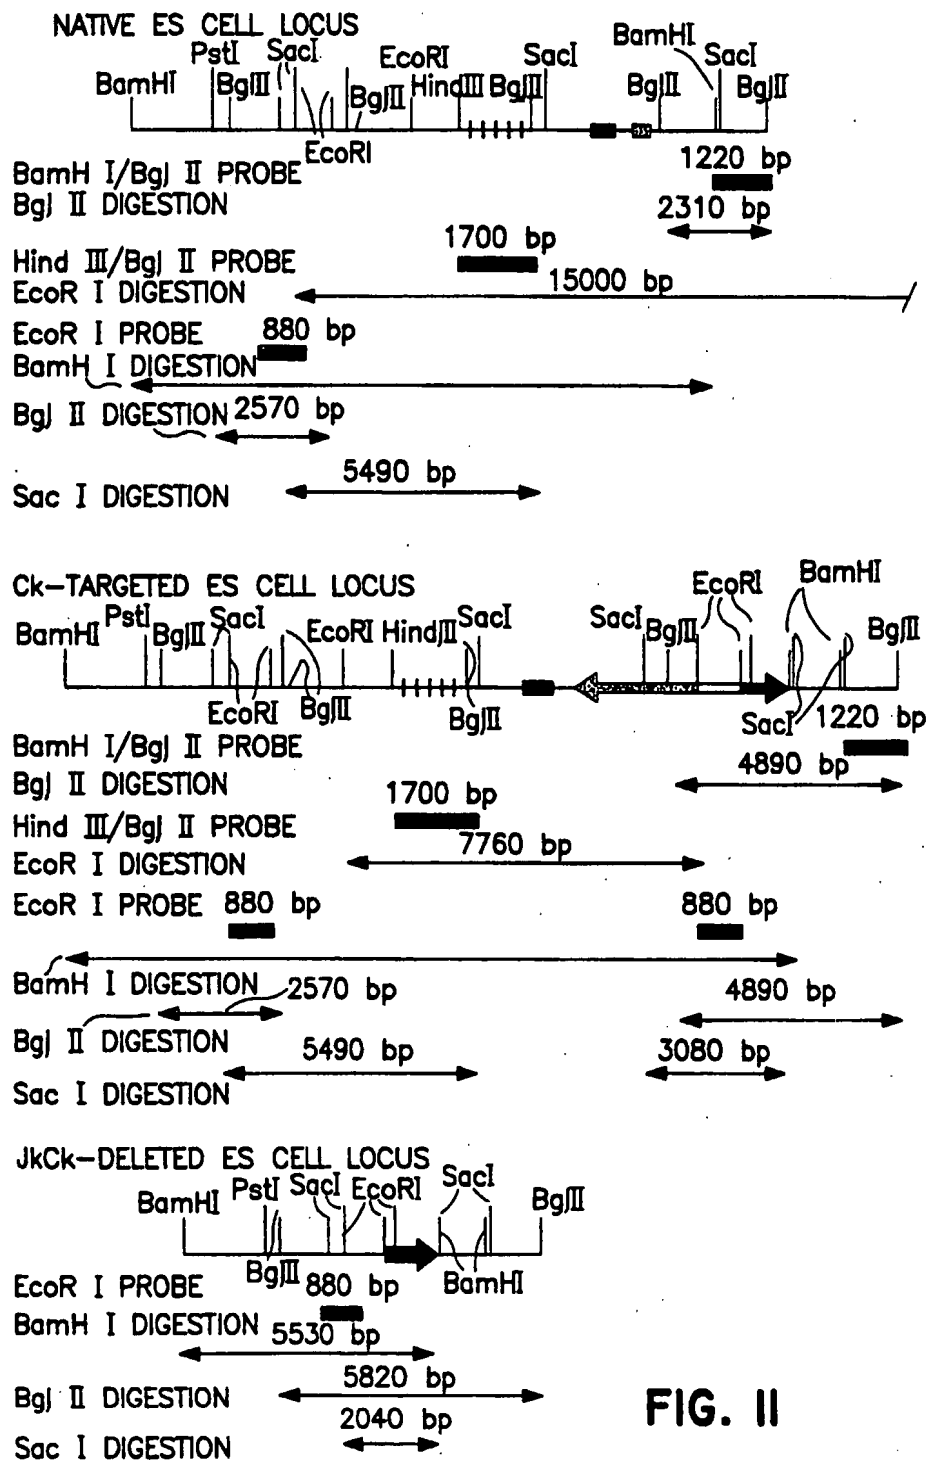 NATIVE ES CELL LOCUS
BamHI PstI BglII SacI EcoRI BglII EcoRI HindIII BglII SacI BamHI BglII SacI BglII
BamH I/Bgl II PROBE 1220 bp
Bgl II DIGESTION 2310 bp
Hind III/Bgl II PROBE 1700 bp
EcoR I DIGESTION 15000 bp
EcoR I PROBE 880 bp
BamH I DIGESTION
Bgl II DIGESTION 2570 bp
Sac I DIGESTION 5490 bp
Ck-TARGETED ES CELL LOCUS
BamHI PstI BglII SacI EcoRI BglII EcoRI HindIII BglII SacI SacI BglII EcoRI BamHI SacI BglII
BamH I/Bgl II PROBE 1220 bp
Bgl II DIGESTION 4890 bp
Hind III/Bgl II PROBE 1700 bp
EcoR I DIGESTION 7760 bp
EcoR I PROBE 880 bp 880 bp
BamH I DIGESTION
Bgl II DIGESTION 2570 bp 4890 bp
Sac I DIGESTION 5490 bp 3080 bp
JkCk-DELETED ES CELL LOCUS
BamHI PstI BglII SacI EcoRI SacI BamHI BglII
EcoR I PROBE 880 bp
BamH I DIGESTION 5530 bp
Bgl II DIGESTION 5820 bp
Sac I DIGESTION 2040 bp
FIG. II